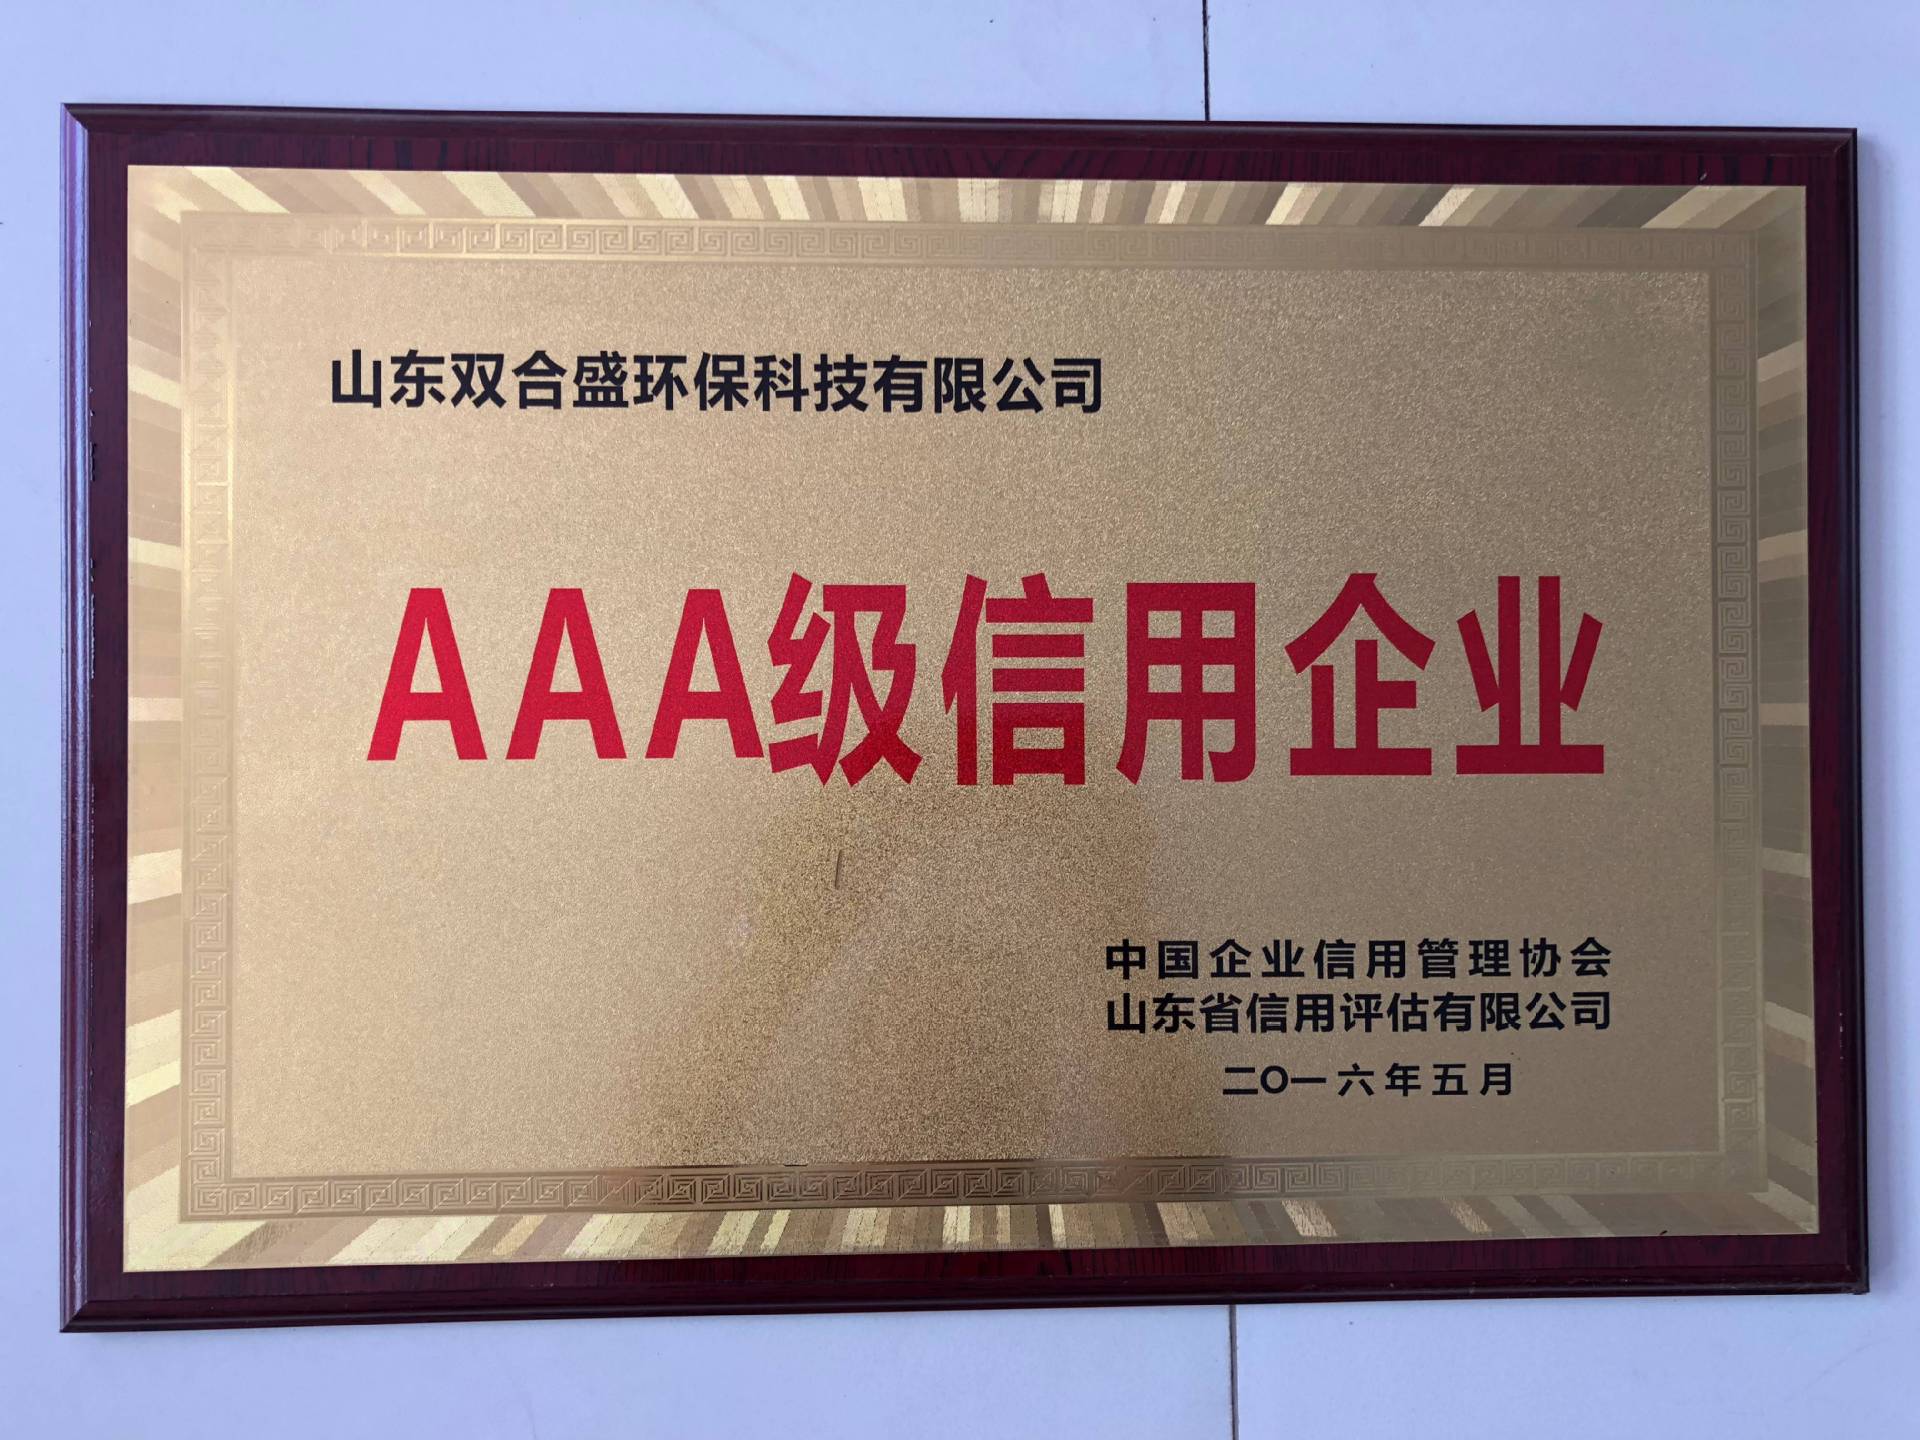 山东双合盛环保科技有限公司
AAA级信用企业
中国企业信用管理协会
山东省信用评估有限公司
二O一六年五月